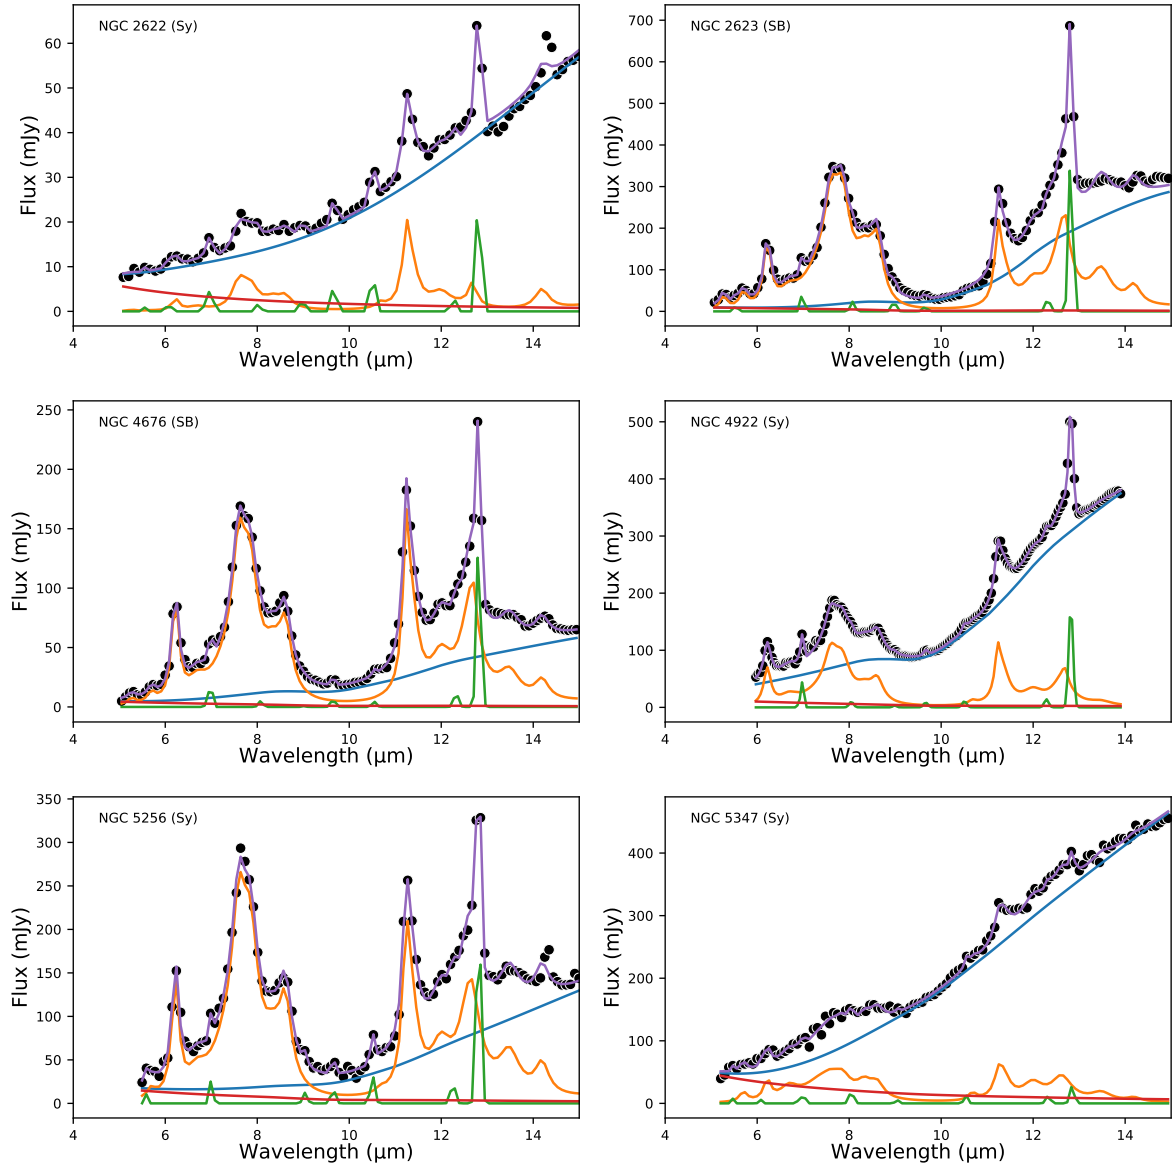 NGC 2622 (Sy)
Flux (mJy)
60
50
40
30
20
10
0
4 6 8 10 12 14
Wavelength (μm)
NGC 2623 (SB)
Flux (mJy)
700
600
500
400
300
200
100
0
4 6 8 10 12 14
Wavelength (μm)
NGC 4676 (SB)
Flux (mJy)
250
200
150
100
50
0
4 6 8 10 12 14
Wavelength (μm)
NGC 4922 (Sy)
Flux (mJy)
500
400
300
200
100
0
4 6 8 10 12 14
Wavelength (μm)
NGC 5256 (Sy)
Flux (mJy)
350
300
250
200
150
100
50
0
4 6 8 10 12 14
Wavelength (μm)
NGC 5347 (Sy)
Flux (mJy)
400
300
200
100
0
4 6 8 10 12 14
Wavelength (μm)